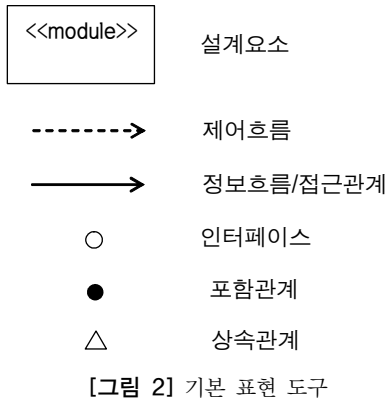 <<module>>
설계요소
제어흐름
정보흐름/접근관계
인터페이스
포함관계
상속관계
[그림 2] 기본 표현 도구